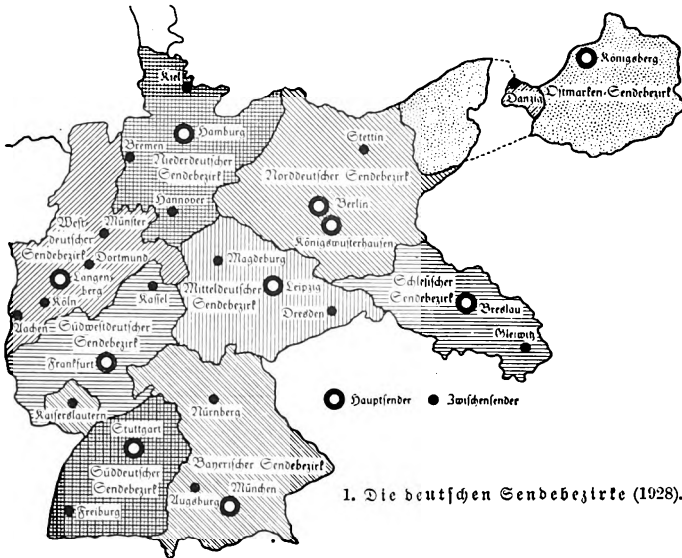 Kiel
Königsberg
Ostmarken-Sendebezirk
Danzig
Hamburg
Bremen
Niederdeutscher
Sendebezirk
Hannover
Stettin
Norddeutscher Sendebezirk
Berlin
Königswusterhausen
West-
deutscher
Sendebezirk
Münster
Dortmund
Langen-
berg
Köln
Aachen
Magdeburg
Mitteldeutscher
Sendebezirk
Leipzig
Dresden
Kassel
Südwestdeutscher
Sendebezirk
Frankfurt
Kaiserslautern
Schlesischer
Sendebezirk
Breslau
Gleiwitz
Hauptsender
Zwischensender
Nürnberg
Bayerischer Sendebezirk
München
Augsburg
Stuttgart
Süddeutscher
Sendebezirk
Freiburg
1. Die deutschen Sendebezirke (1928).